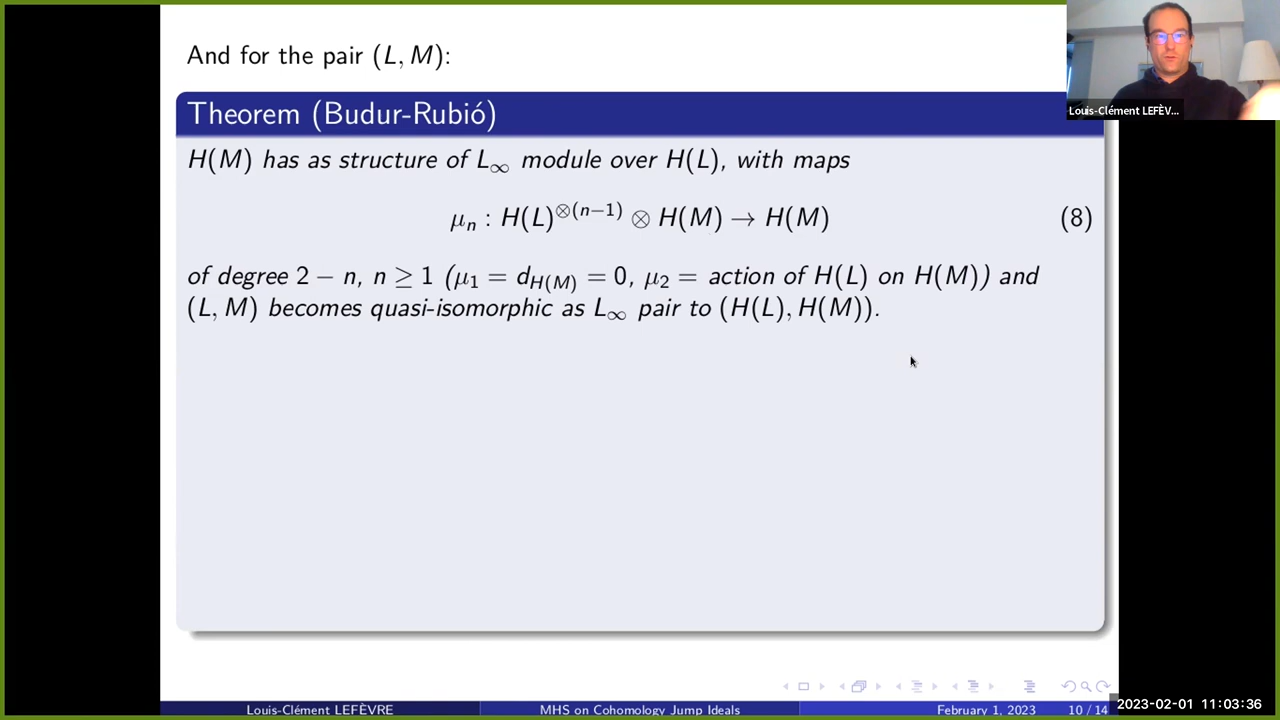 And for the pair (L, M):
Louis-Clément LEFÈV...
Theorem (Budur-Rubió)
H(M) has as structure of L∞ module over H(L), with maps
μₙ : H(L)^{⊗(n−1)} ⊗ H(M) → H(M) (8)
of degree 2 − n, n ≥ 1 (μ₁ = d_{H(M)} = 0, μ₂ = action of H(L) on H(M)) and
(L, M) becomes quasi-isomorphic as L∞ pair to (H(L), H(M)).
Louis-Clément LEFÈVRE MHS on Cohomology Jump Ideals February 1, 2023 10 / 14
2023-02-01 11:03:36